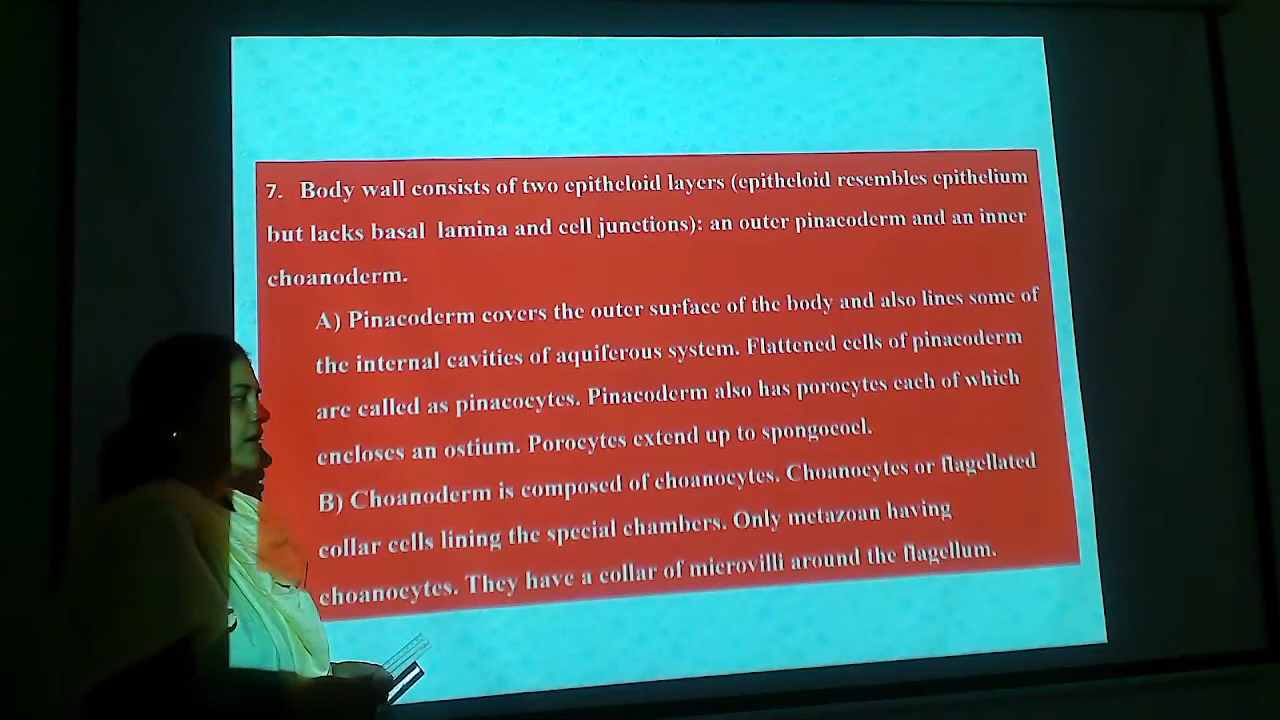 7. Body wall consists of two epitheloid layers (epitheloid resembles epithelium
but lacks basal lamina and cell junctions): an outer pinacoderm and an inner
choanoderm.
A) Pinacoderm covers the outer surface of the body and also lines some of
the internal cavities of aquiferous system. Flattened cells of pinacoderm
are called as pinacocytes. Pinacoderm also has porocytes each of which
encloses an ostium. Porocytes extend up to spongocoel.
B) Choanoderm is composed of choanocytes. Choanocytes or flagellated
collar cells lining the special chambers. Only metazoan having
choanocytes. They have a collar of microvilli around the flagellum.